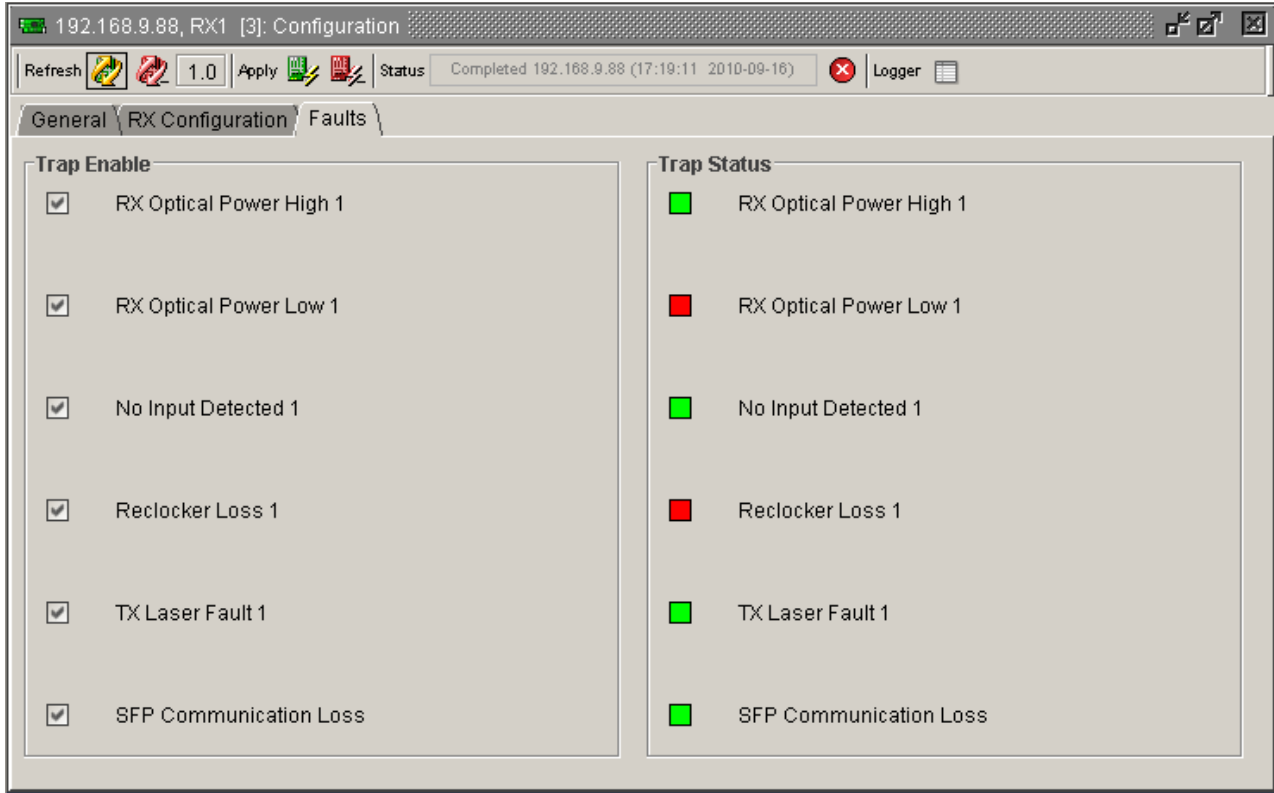 192.168.9.88, RX1 [3]: Configuration
Refresh 1.0 Apply Status Completed 192.168.9.88 (17:19:11 2010-09-16) Logger
General RX Configuration Faults
Trap Enable
RX Optical Power High 1
RX Optical Power Low 1
No Input Detected 1
Reclocker Loss 1
TX Laser Fault 1
SFP Communication Loss
Trap Status
RX Optical Power High 1
RX Optical Power Low 1
No Input Detected 1
Reclocker Loss 1
TX Laser Fault 1
SFP Communication Loss